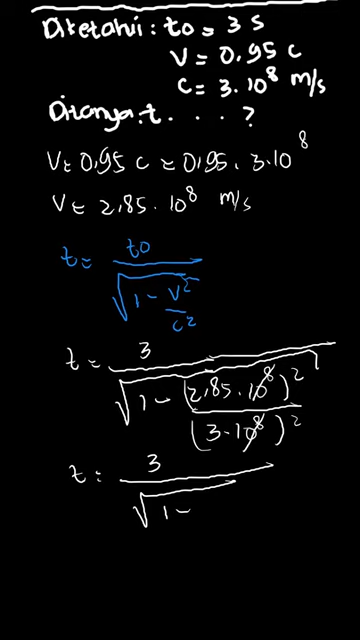 Diketahui : to = 3 s
V = 0,95 c
c = 3.10⁸ m/s
Ditanya : t . . . . ?
V = 0,95 c = 0,95 . 3.10⁸
V = 2,85 . 10⁸ m/s
t = to / √(1 - V²/c²)
t = 3 / √(1 - (2,85.10⁸)² / (3.10⁸)²)
t = 3 / √(1 -